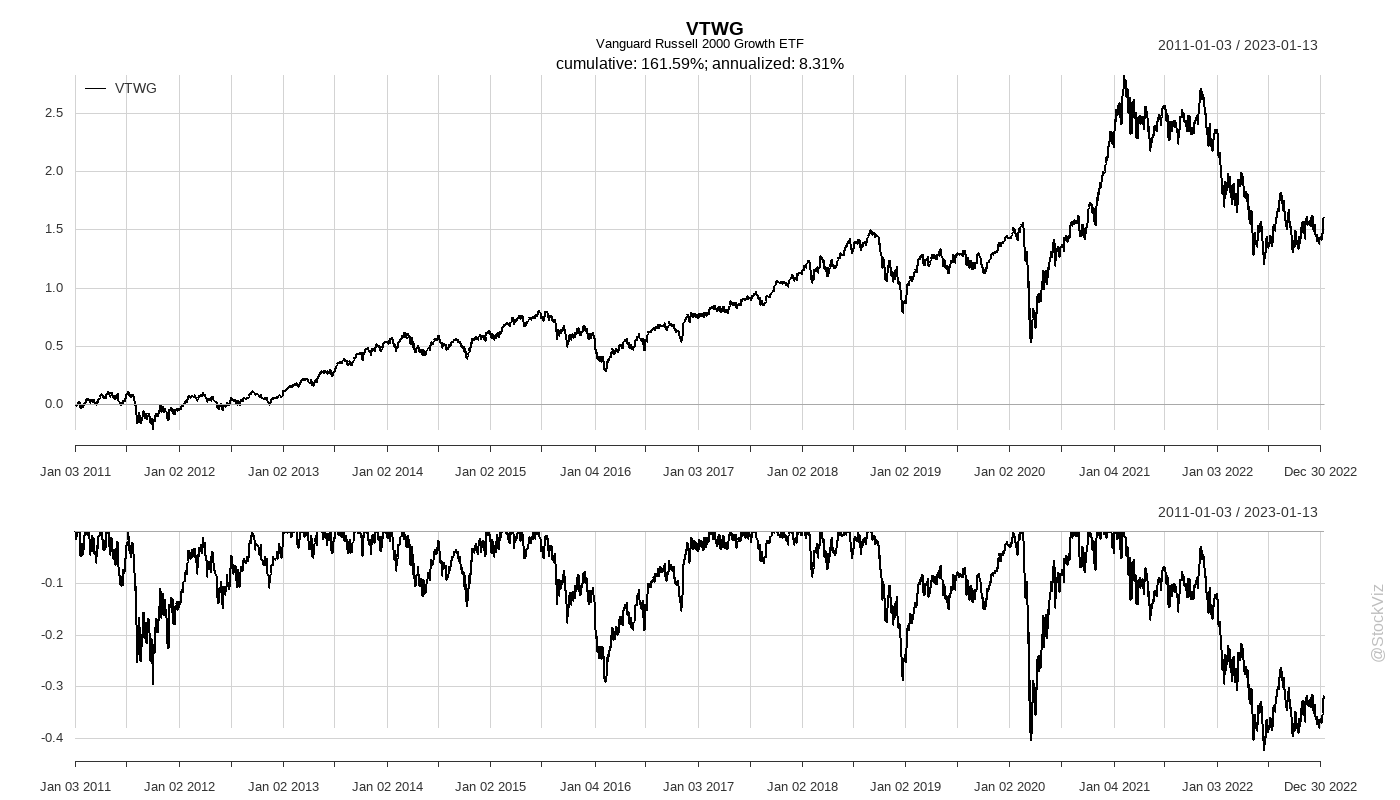 VTWG
Vanguard Russell 2000 Growth ETF
2011-01-03 / 2023-01-13
cumulative: 161.59%; annualized: 8.31%
VTWG
2.5
2.0
1.5
1.0
0.5
0.0
Jan 03 2011 Jan 02 2012 Jan 02 2013 Jan 02 2014 Jan 02 2015 Jan 04 2016 Jan 03 2017 Jan 02 2018 Jan 02 2019 Jan 02 2020 Jan 04 2021 Jan 03 2022 Dec 30 2022
2011-01-03 / 2023-01-13
-0.1
-0.2
-0.3
-0.4
@StockViz
Jan 03 2011 Jan 02 2012 Jan 02 2013 Jan 02 2014 Jan 02 2015 Jan 04 2016 Jan 03 2017 Jan 02 2018 Jan 02 2019 Jan 02 2020 Jan 04 2021 Jan 03 2022 Dec 30 2022